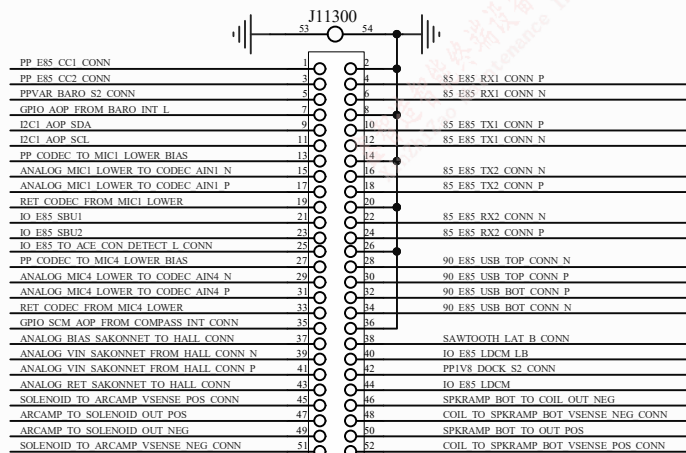 J11300
53 54
PP E85 CC1 CONN 1 2
PP E85 CC2 CONN 3 4 85 E85 RX1 CONN P
PPVAR BARO S2 CONN 5 6 85 E85 RX1 CONN N
GPIO AOP FROM BARO INT L 7 8
I2C1 AOP SDA 9 10 85 E85 TX1 CONN P
I2C1 AOP SCL 11 12 85 E85 TX1 CONN N
PP CODEC TO MIC1 LOWER BIAS 13 14
ANALOG MIC1 LOWER TO CODEC AIN1 N 15 16 85 E85 TX2 CONN N
ANALOG MIC1 LOWER TO CODEC AIN1 P 17 18 85 E85 TX2 CONN P
RET CODEC FROM MIC1 LOWER 19 20
IO E85 SBU1 21 22 85 E85 RX2 CONN N
IO E85 SBU2 23 24 85 E85 RX2 CONN P
IO E85 TO ACE CON DETECT L CONN 25 26
PP CODEC TO MIC4 LOWER BIAS 27 28 90 E85 USB TOP CONN N
ANALOG MIC4 LOWER TO CODEC AIN4 N 29 30 90 E85 USB TOP CONN P
ANALOG MIC4 LOWER TO CODEC AIN4 P 31 32 90 E85 USB BOT CONN P
RET CODEC FROM MIC4 LOWER 33 34 90 E85 USB BOT CONN N
GPIO SCM AOP FROM COMPASS INT CONN 35 36
ANALOG BIAS SAKONNET TO HALL CONN 37 38 SAWTOOTH LAT B CONN
ANALOG VIN SAKONNET FROM HALL CONN N 39 40 IO E85 LDCM LB
ANALOG VIN SAKONNET FROM HALL CONN P 41 42 PP1V8 DOCK S2 CONN
ANALOG RET SAKONNET TO HALL CONN 43 44 IO E85 LDCM
SOLENOID TO ARCAMP VSENSE POS CONN 45 46 SPKRAMP BOT TO COIL OUT NEG
ARCAMP TO SOLENOID OUT POS 47 48 COIL TO SPKRAMP BOT VSENSE NEG CONN
ARCAMP TO SOLENOID OUT NEG 49 50 SPKRAMP BOT TO OUT POS
SOLENOID TO ARCAMP VSENSE NEG CONN 51 52 COIL TO SPKRAMP BOT VSENSE POS CONN